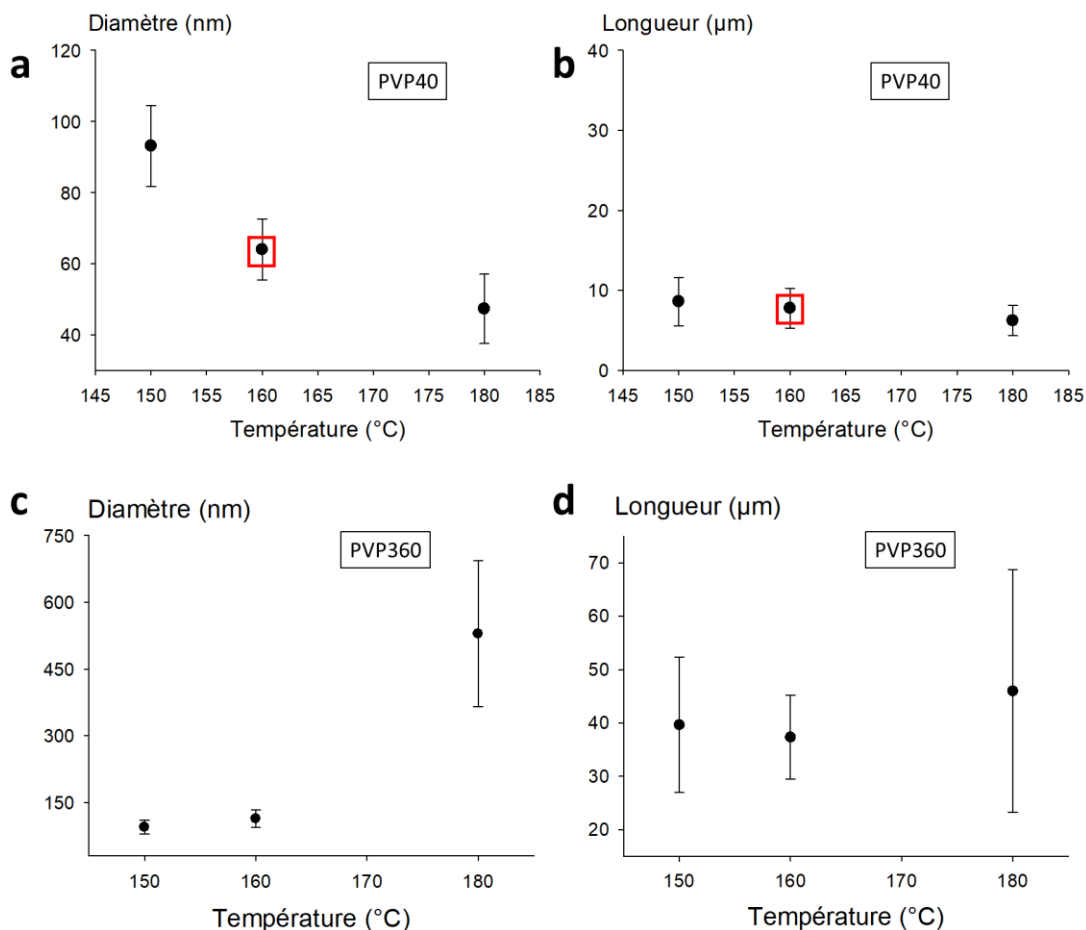 a
Diamètre (nm)
PVP40
120
100
80
60
40
145 150 155 160 165 170 175 180 185
Température (°C)
b
Longueur (µm)
PVP40
40
30
20
10
0
145 150 155 160 165 170 175 180 185
Température (°C)
c
Diamètre (nm)
PVP360
750
600
450
300
150
150 160 170 180
Température (°C)
d
Longueur (µm)
PVP360
70
60
50
40
30
20
150 160 170 180
Température (°C)